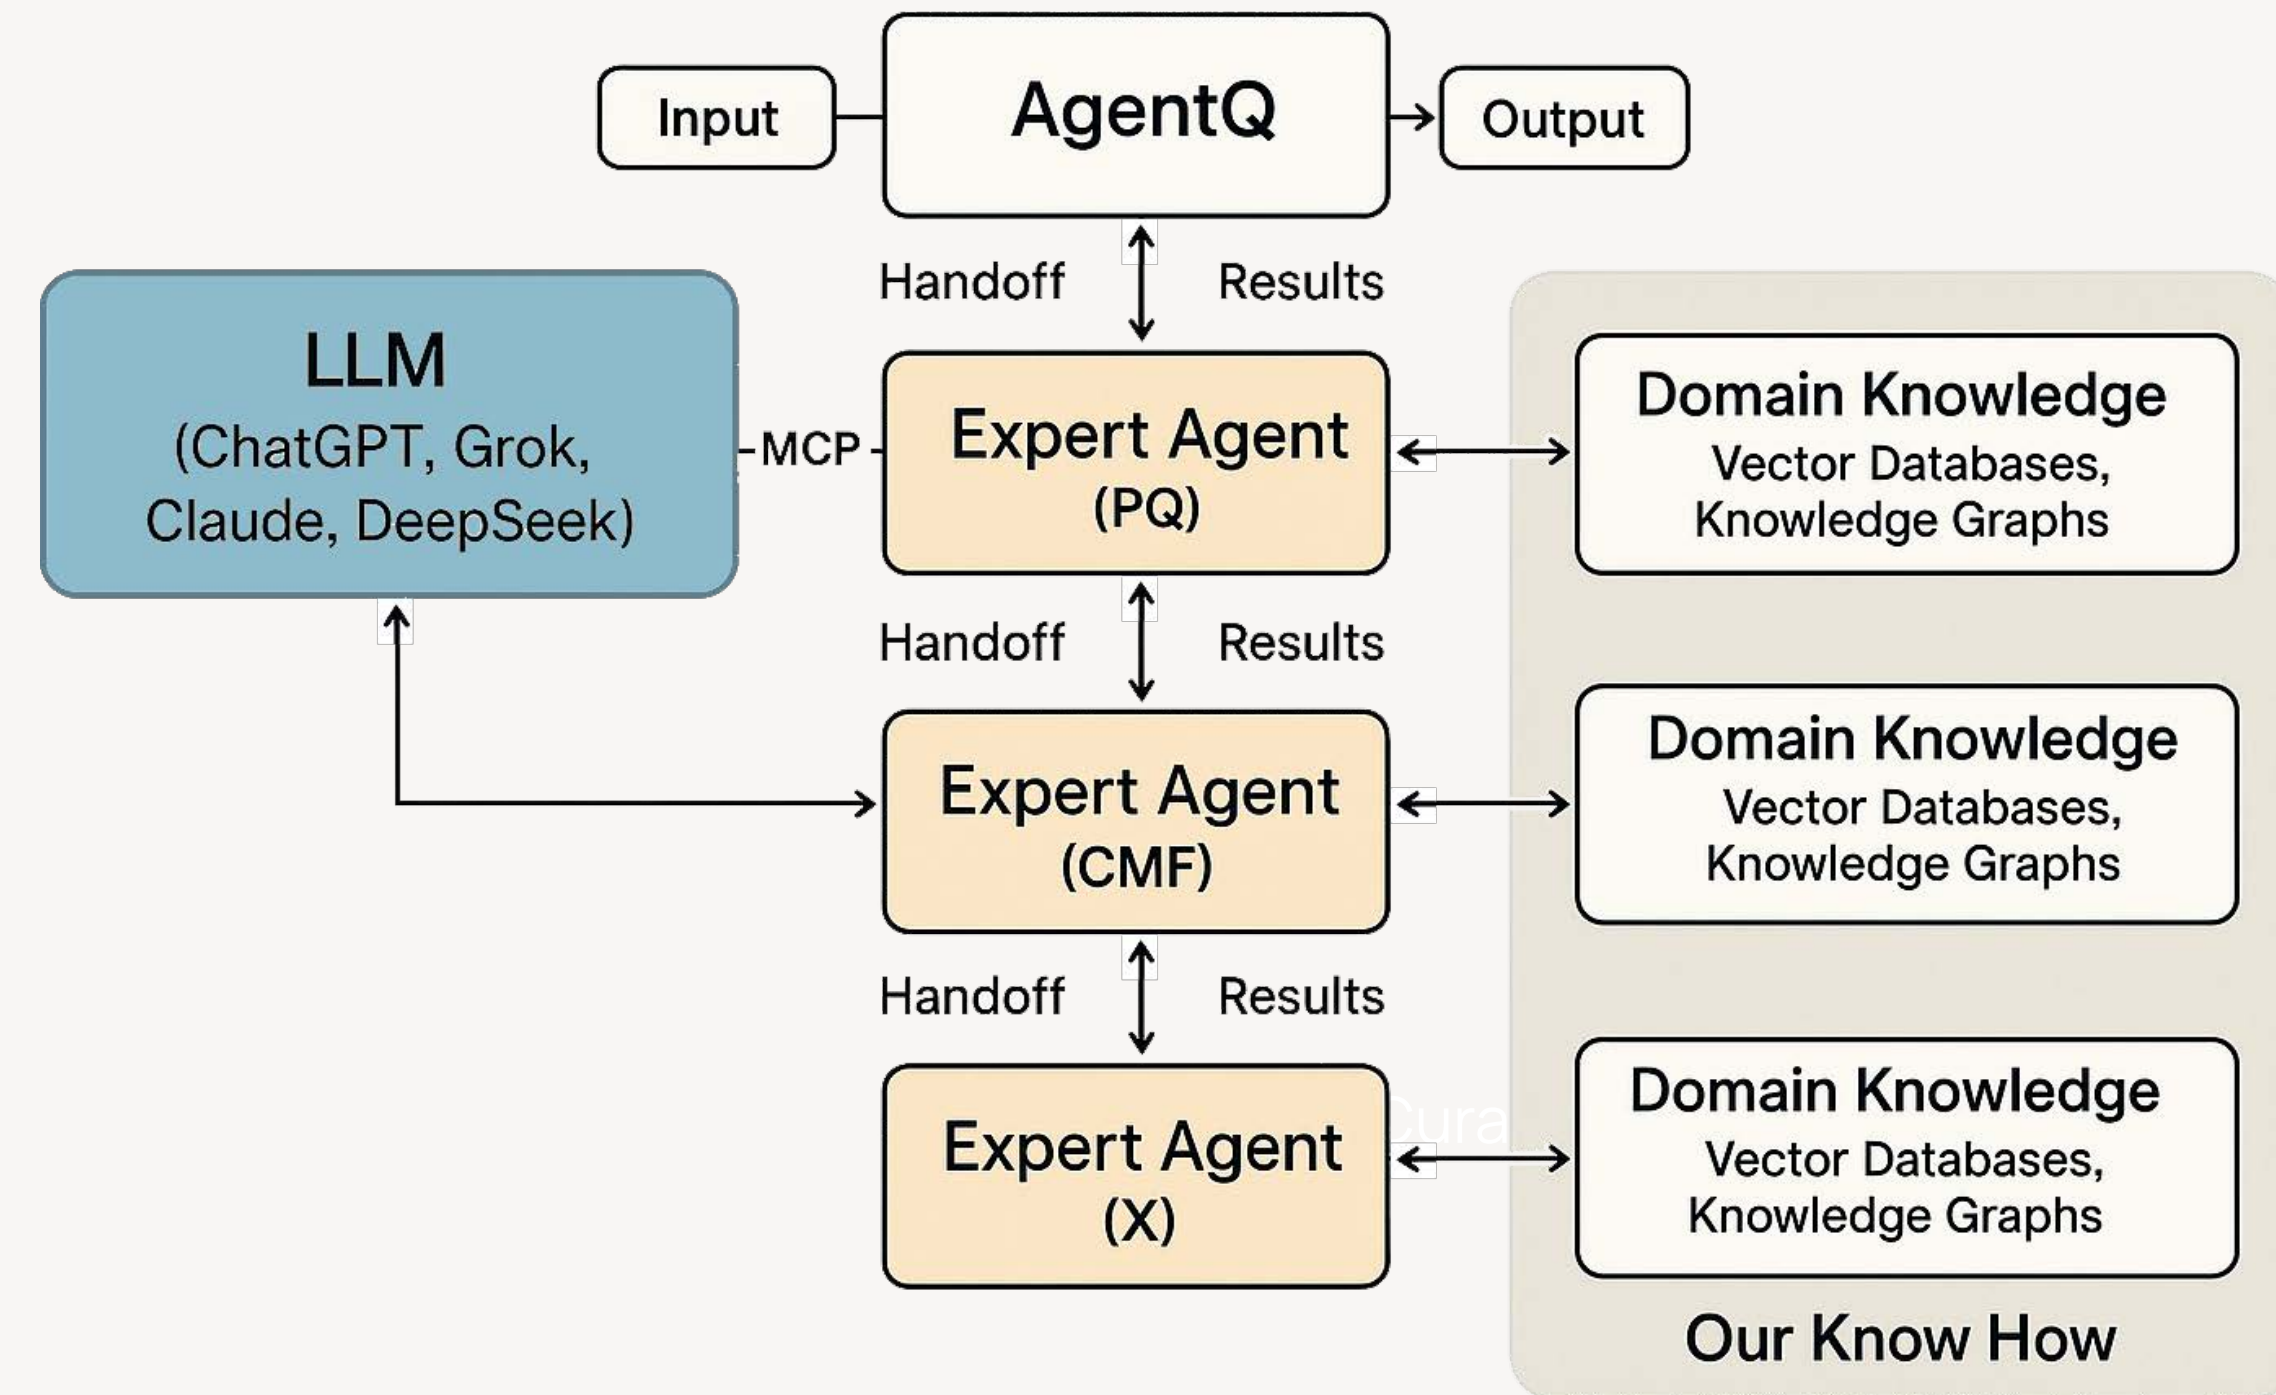 Input
AgentQ
Output
Handoff
Results
LLM
(ChatGPT, Grok,
Claude, DeepSeek)
MCP
Expert Agent
(PQ)
Domain Knowledge
Vector Databases,
Knowledge Graphs
Handoff
Results
Expert Agent
(CMF)
Domain Knowledge
Vector Databases,
Knowledge Graphs
Handoff
Results
Expert Agent
(X)
Cura
Domain Knowledge
Vector Databases,
Knowledge Graphs
Our Know How